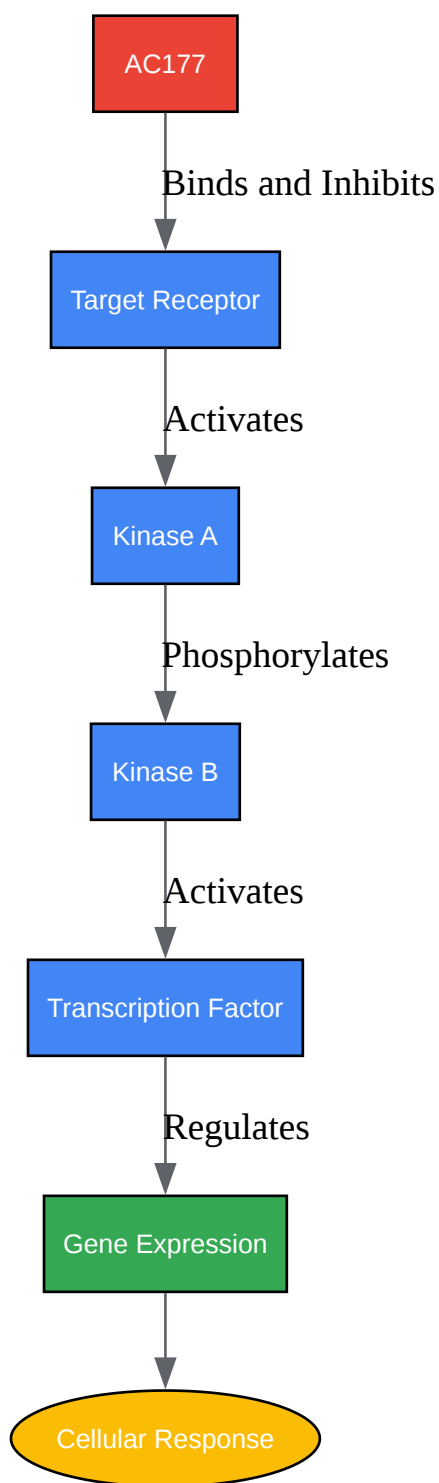 AC177
Binds and Inhibits
Target Receptor
Activates
Kinase A
Phosphorylates
Kinase B
Activates
Transcription Factor
Regulates
Gene Expression
Cellular Response